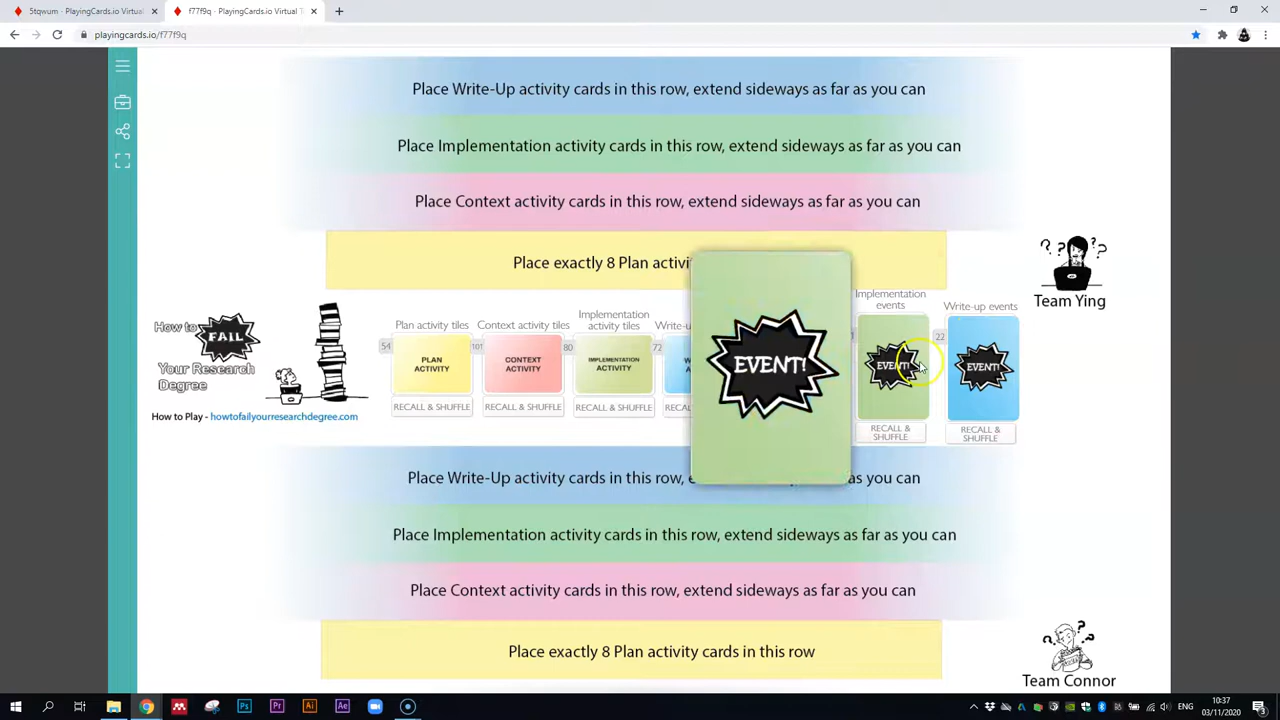 5tqwum - PlayingCards.io Virtual
f77f9q - PlayingCards.io Virtual T
playingcards.io/f77f9q
Place Write-Up activity cards in this row, extend sideways as far as you can
Place Implementation activity cards in this row, extend sideways as far as you can
Place Context activity cards in this row, extend sideways as far as you can
Place exactly 8 Plan activi
Team Ying
How to
FAIL
Your Research
Degree
How to Play - howtofailyourresearchdegree.com
Plan activity tiles
54
PLAN
ACTIVITY
RECALL & SHUFFLE
Context activity tiles
101
CONTEXT
ACTIVITY
RECALL & SHUFFLE
Implementation
activity tiles
80
IMPLEMENTATION
ACTIVITY
RECALL & SHUFFLE
Write-u
72
RECALL & SHU
EVENT!
Implementation
events
EVENT!
RECALL &
SHUFFLE
Write-up events
22
EVENT!
RECALL &
SHUFFLE
Place Write-Up activity cards in this row, e as you can
Place Implementation activity cards in this row, extend sideways as far as you can
Place Context activity cards in this row, extend sideways as far as you can
Place exactly 8 Plan activity cards in this row
Team Connor
Ps
Pr
Ai
Ae
ENG
10:37
03/11/2020